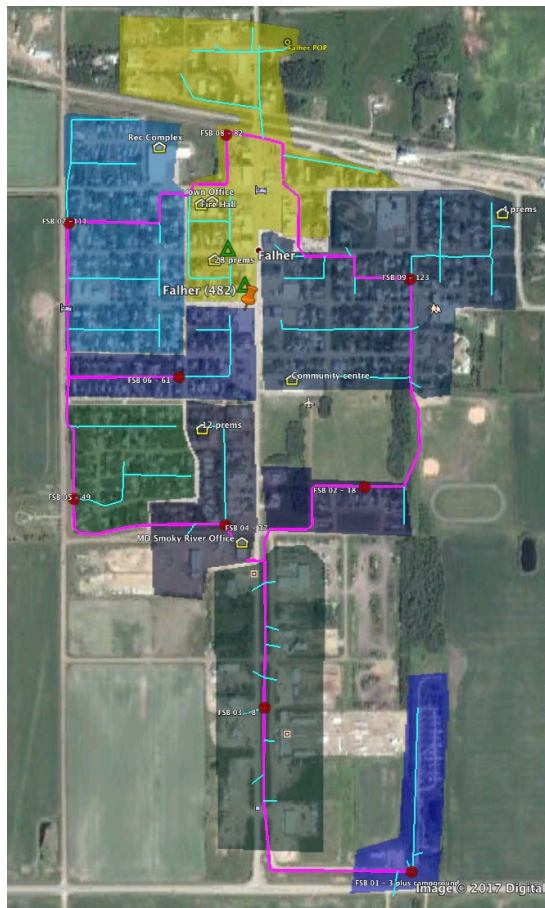 Falher POP
FSB 08 - 82
Rec Complex
Town Office
Fire Hall
4 prems
FSB 07 - 111
28 prems
Falher
FSB 09 - 123
Falher (482)
Community centre
FSB 06 - 61
12 prems
FSB 02 - 18
FSB 05 - 49
FSB 04 - 37
MD Smoky River Office
FSB 03 - 8
FSB 01 - 3 plus campground
Image © 2017 Digital